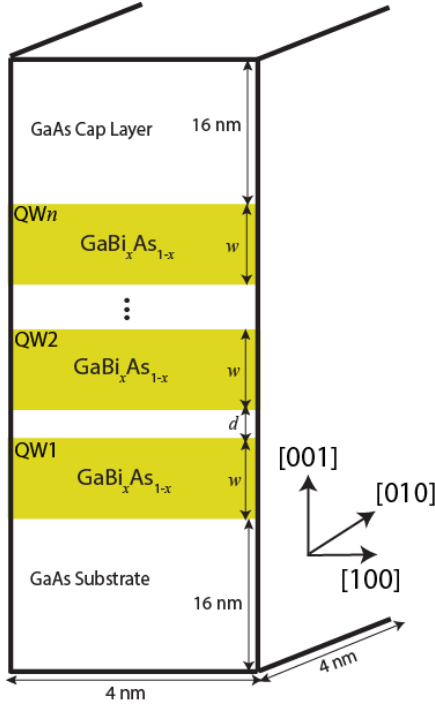 GaAs Cap Layer
16 nm
QWn
GaBiₓAs₁₋ₓ
w
⋮
QW2
GaBiₓAs₁₋ₓ
w
d
QW1
GaBiₓAs₁₋ₓ
w
[001]
[010]
[100]
GaAs Substrate
16 nm
4 nm
4 nm